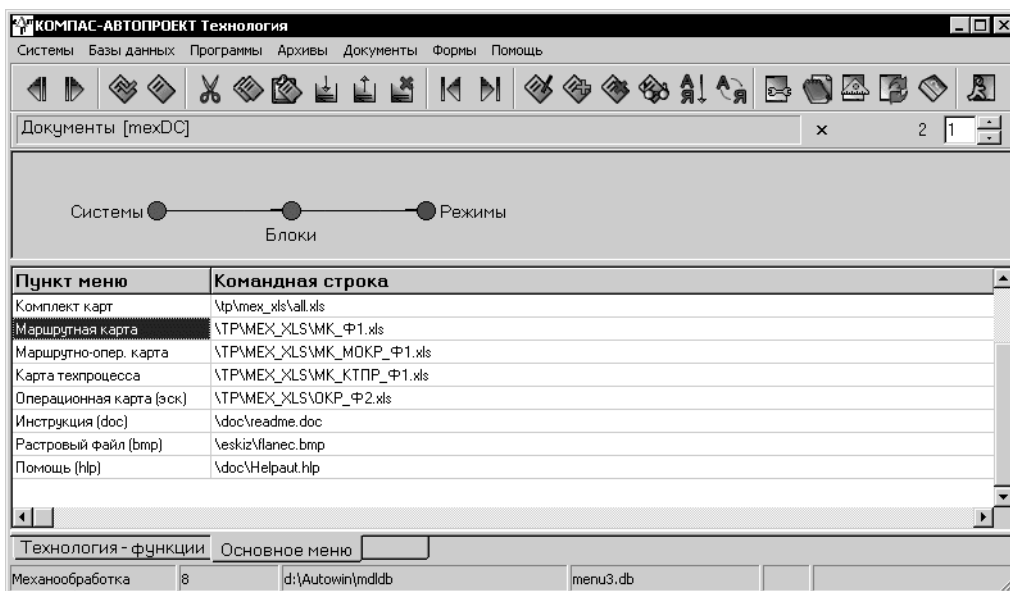 КОМПАС-АВТОПРОЕКТ Технология
Системы Базы данных Программы Архивы Документы Формы Помощь
Документы [mexDC] × 2 1
Системы Режимы
Блоки
Пункт меню Командная строка
Комплект карт \tp\mex_xls\all.xls
Маршрутная карта \TP\MEX_XLS\МК_Ф1.xls
Маршрутно-опер. карта \TP\MEX_XLS\МК_МОКР_Ф1.xls
Карта техпроцесса \TP\MEX_XLS\МК_КТПР_Ф1.xls
Операционная карта (эск) \TP\MEX_XLS\ОКР_Ф2.xls
Инструкция (doc) \doc\readme.doc
Растровый файл (bmp) \eskiz\flanec.bmp
Помощь (hlp) \doc\Helpaut.hlp
Технология - функции Основное меню
Механообработка 8 d:\Autowin\mdldb menu3.db